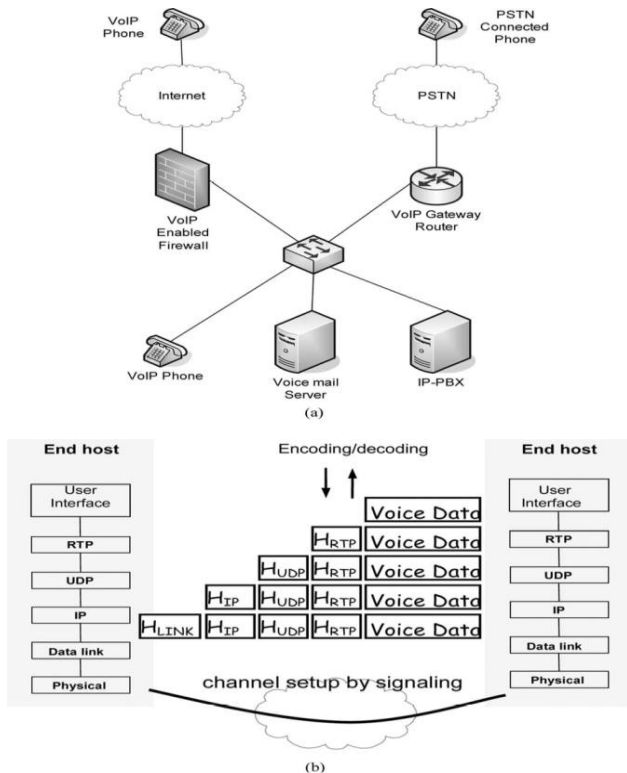 VoIP
Phone
PSTN
Connected
Phone
Internet
PSTN
VoIP
Enabled
Firewall
VoIP Gateway
Router
VoIP Phone
Voice mail
Server
IP-PBX
(a)
End host
Encoding/decoding
End host
User
Interface
User
Interface
Voice Data
RTP
HRTP
Voice Data
RTP
UDP
HUDP
HRTP
Voice Data
UDP
IP
HIP
HUDP
HRTP
Voice Data
IP
HLINK
HIP
HUDP
HRTP
Voice Data
Data link
Data link
Physical
channel setup by signaling
Physical
(b)